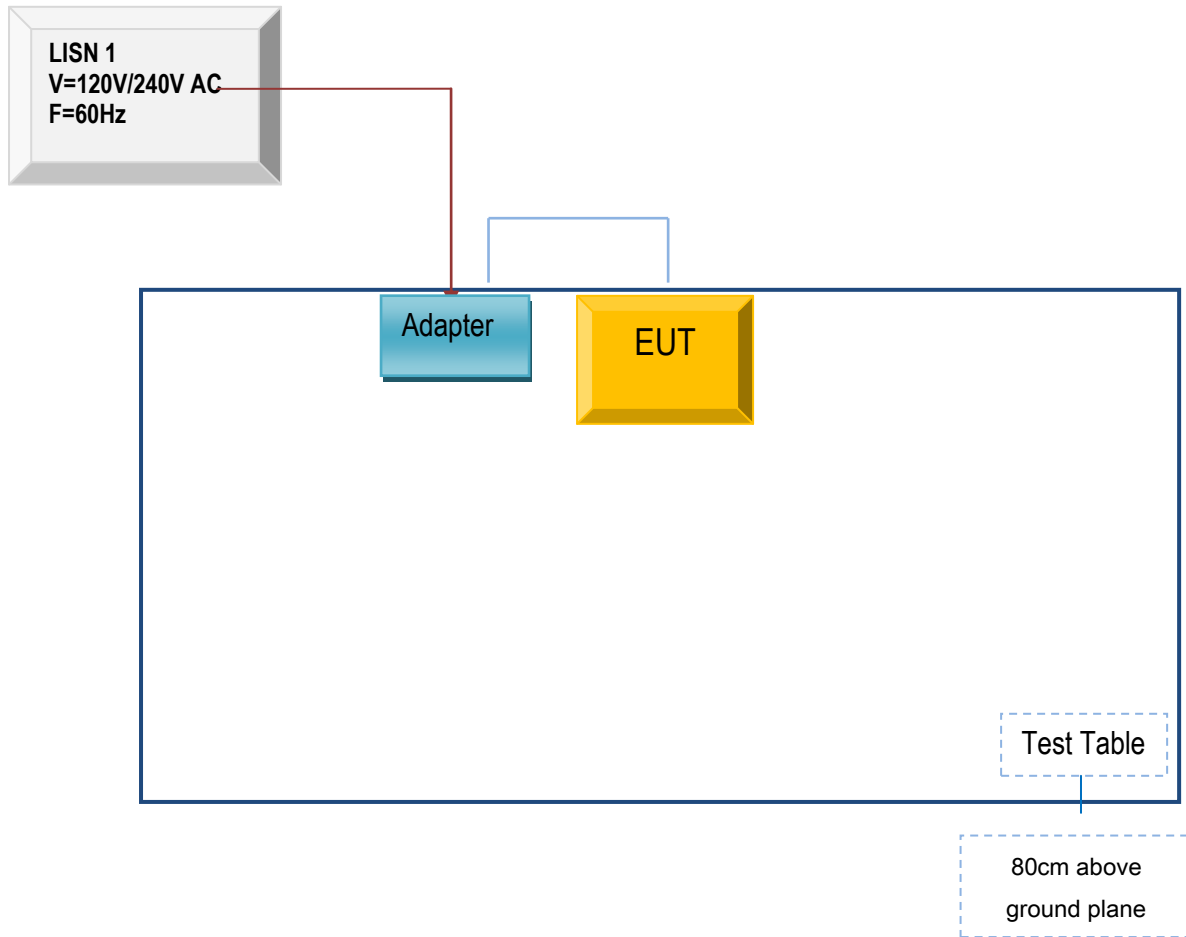 LISN 1
V=120V/240V AC
F=60Hz
Adapter
EUT
Test Table
80cm above
ground plane